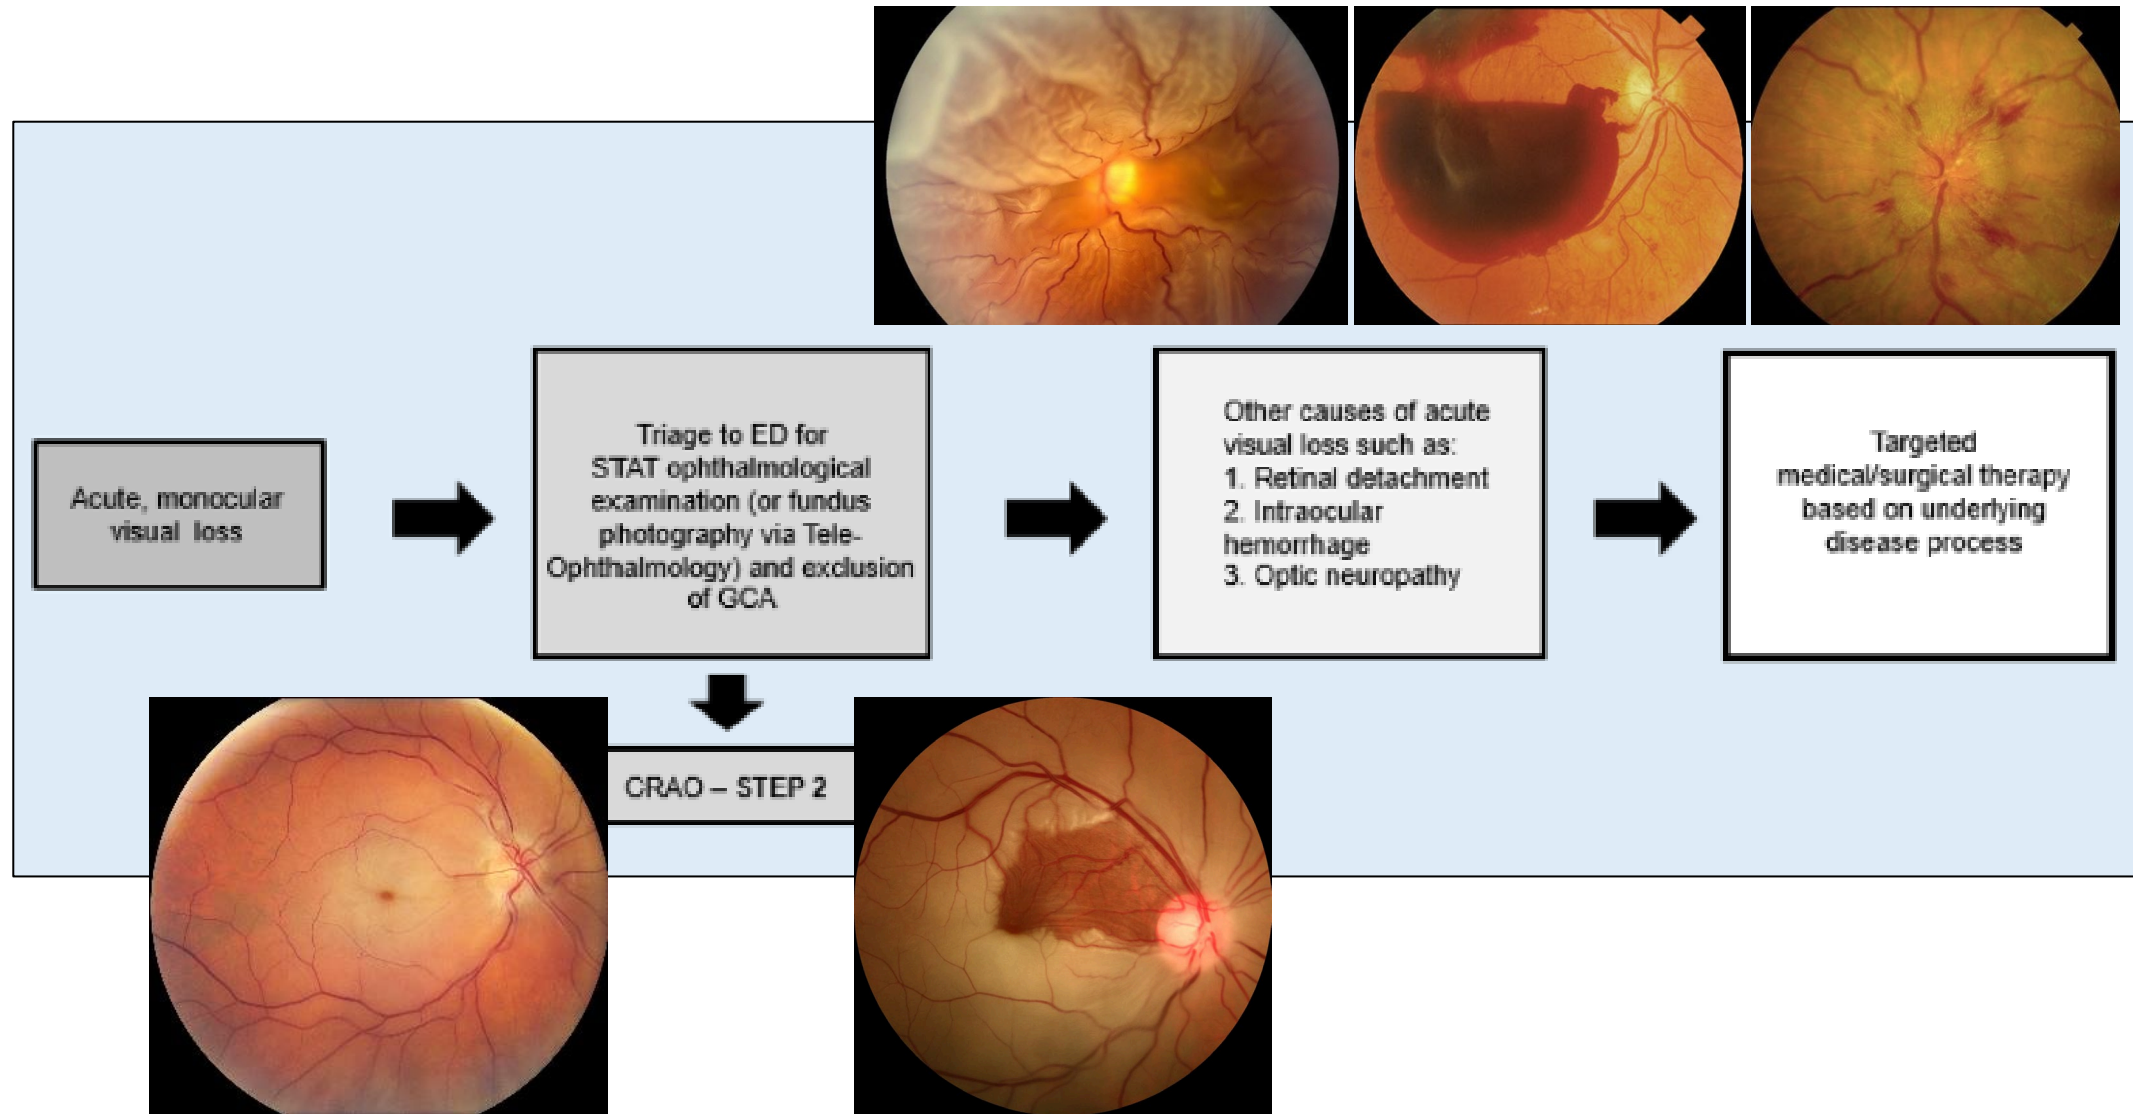 Acute, monocular
visual loss
Triage to ED for
STAT ophthalmological
examination (or fundus
photography via Tele-
Ophthalmology) and exclusion
of GCA
Other causes of acute
visual loss such as:
1. Retinal detachment
2. Intraocular
hemorrhage
3. Optic neuropathy
Targeted
medical/surgical therapy
based on underlying
disease process
CRAO – STEP 2